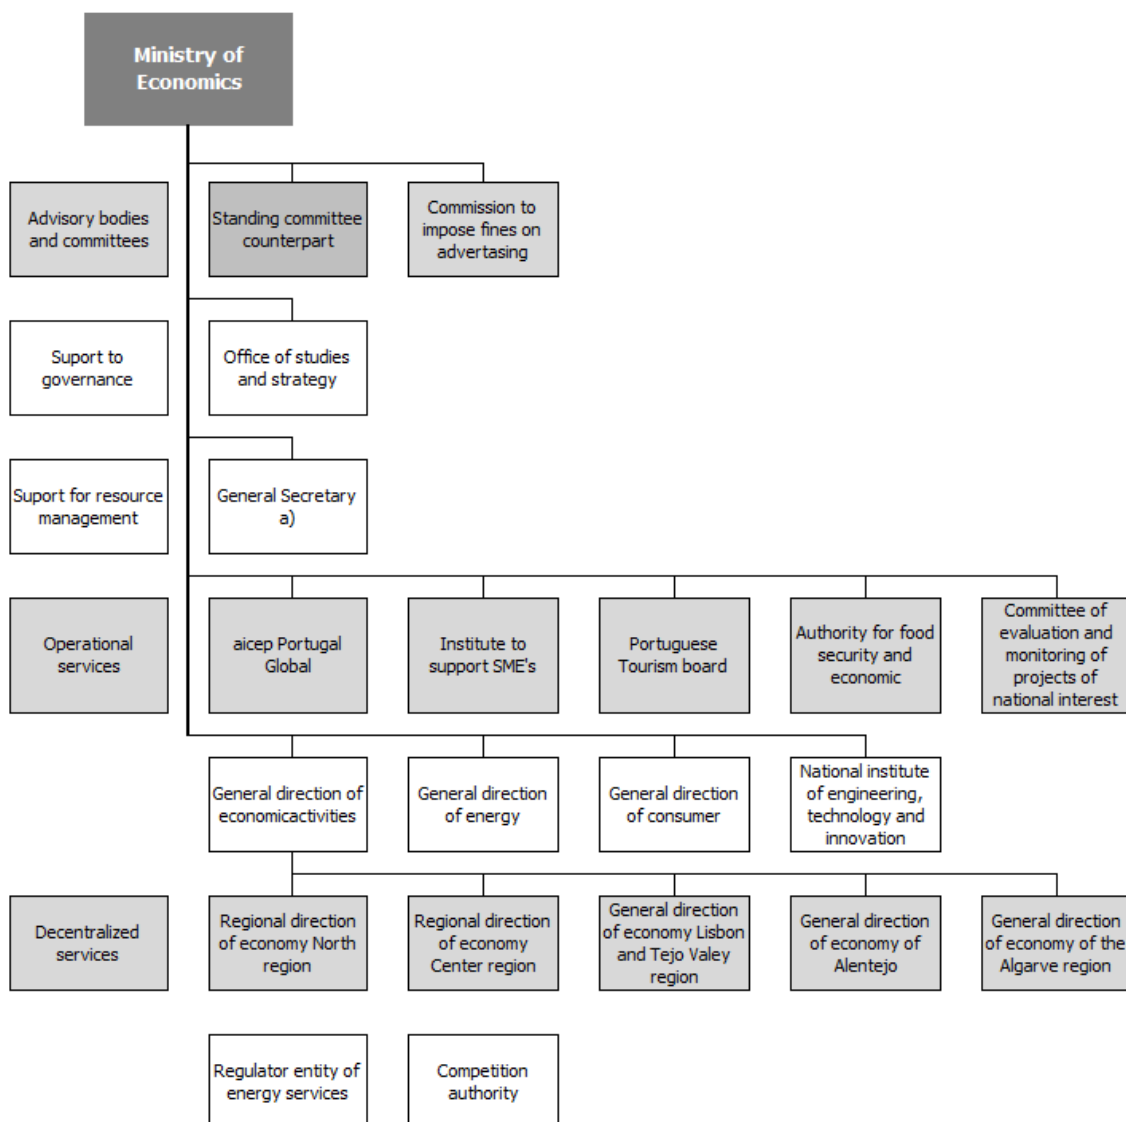 Ministry of
Economics
Advisory bodies
and committees
Standing committee
counterpart
Commission to
impose fines on
advertasing
Suport to
governance
Office of studies
and strategy
Suport for resource
management
General Secretary
a)
Operational
services
aicep Portugal
Global
Institute to
support SME's
Portuguese
Tourism board
Authority for food
security and
economic
Committee of
evaluation and
monitoring of
projects of
national interest
General direction of
economicactivities
General direction
of energy
General direction
of consumer
National institute
of engineering,
technology and
innovation
Decentralized
services
Regional direction
of economy North
region
Regional direction
of economy
Center region
General direction
of economy Lisbon
and Tejo Valey
region
General direction
of economy of
Alentejo
General direction
of economy of the
Algarve region
Regulator entity of
energy services
Competition
authority